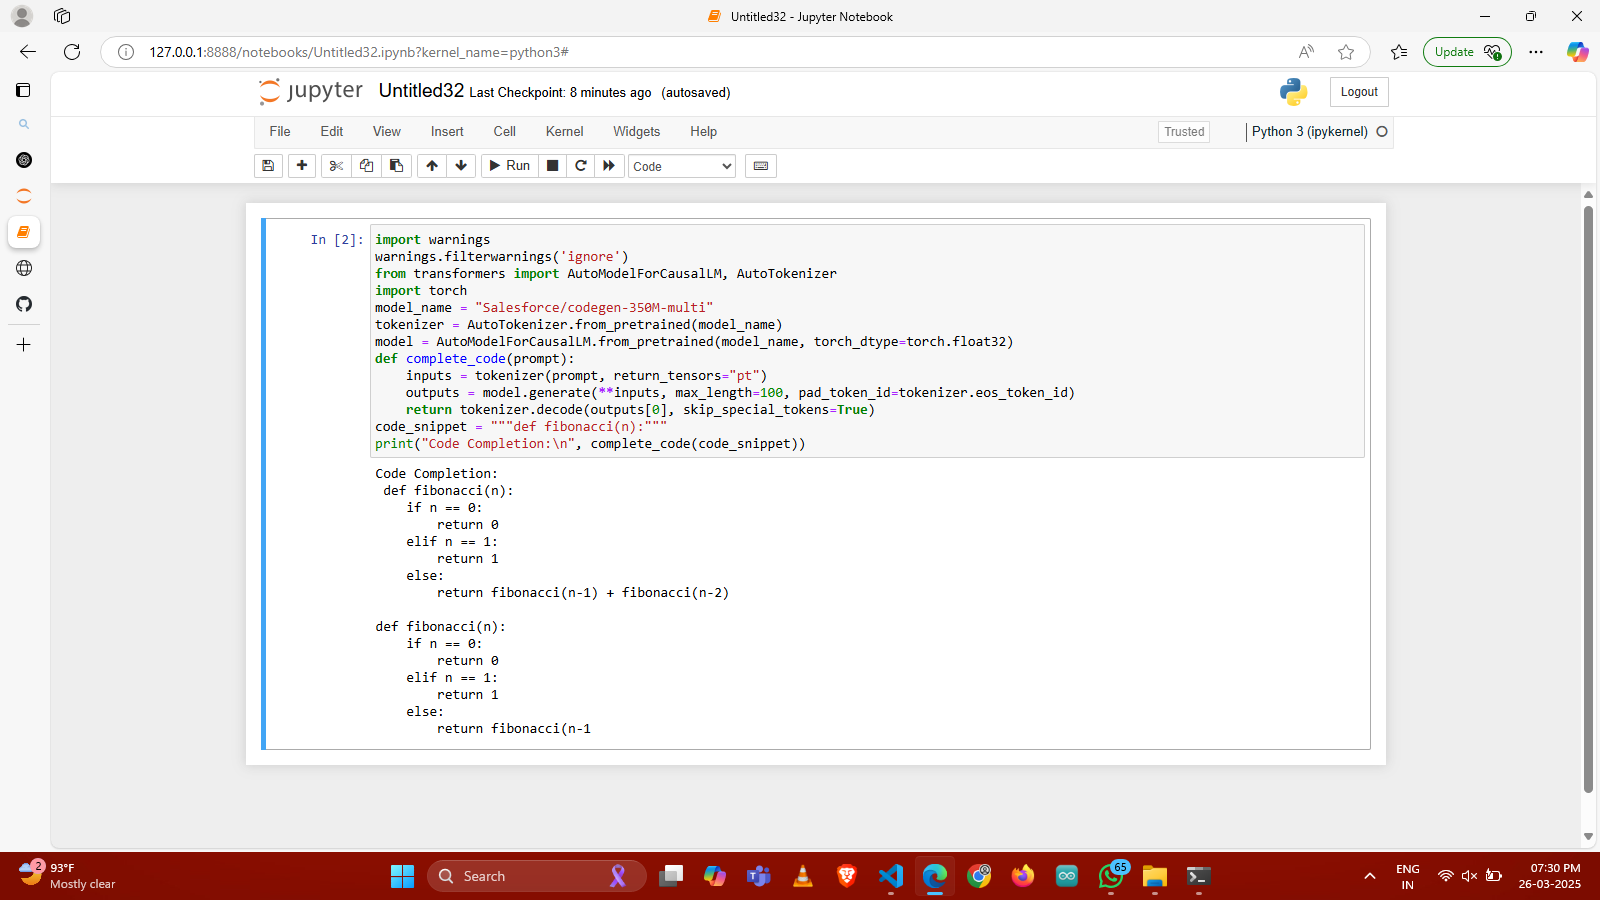 Untitled32 - Jupyter Notebook
127.0.0.1:8888/notebooks/Untitled32.ipynb?kernel_name=python3#
Update
jupyter Untitled32 Last Checkpoint: 8 minutes ago (autosaved)
Logout
File Edit View Insert Cell Kernel Widgets Help
Trusted
Python 3 (ipykernel)
Run
Code
In [2]:
import warnings
warnings.filterwarnings('ignore')
from transformers import AutoModelForCausalLM, AutoTokenizer
import torch
model_name = "Salesforce/codegen-350M-multi"
tokenizer = AutoTokenizer.from_pretrained(model_name)
model = AutoModelForCausalLM.from_pretrained(model_name, torch_dtype=torch.float32)
def complete_code(prompt):
    inputs = tokenizer(prompt, return_tensors="pt")
    outputs = model.generate(**inputs, max_length=100, pad_token_id=tokenizer.eos_token_id)
    return tokenizer.decode(outputs[0], skip_special_tokens=True)
code_snippet = """def fibonacci(n):"""
print("Code Completion:\n", complete_code(code_snippet))
Code Completion:
 def fibonacci(n):
    if n == 0:
        return 0
    elif n == 1:
        return 1
    else:
        return fibonacci(n-1) + fibonacci(n-2)
def fibonacci(n):
    if n == 0:
        return 0
    elif n == 1:
        return 1
    else:
        return fibonacci(n-1
2
93°F
Mostly clear
Search
65
ENG
IN
07:30 PM
26-03-2025